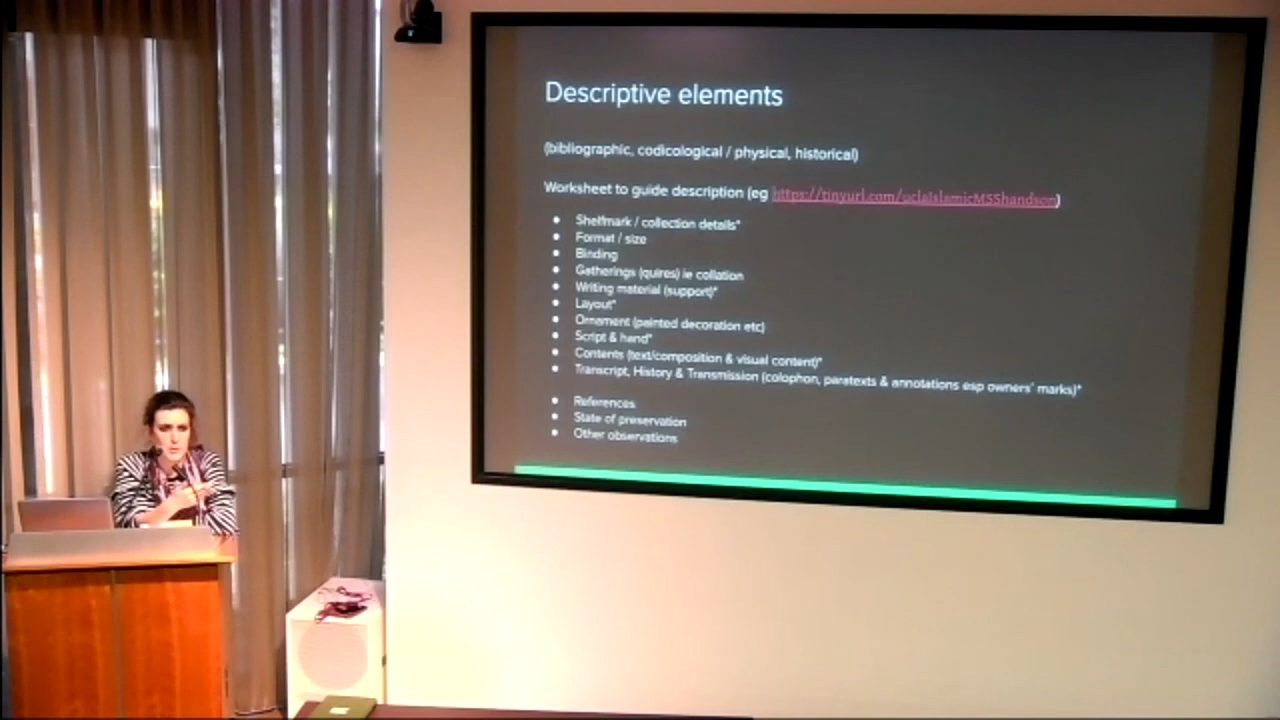 Descriptive elements
(bibliographic, codicological / physical, historical)
Worksheet to guide description (eg https://tinyurl.com/uclaIslamicMSShandson)
• Shelfmark / collection details*
• Format / size
• Binding
• Gatherings (quires) ie collation
• Writing material (support)*
• Layout*
• Ornament (painted decoration etc)
• Script & hand*
• Contents (text/composition & visual content)*
• Transcript, History & Transmission (colophon, paratexts & annotations esp owners' marks)*
• References
• State of preservation
• Other observations